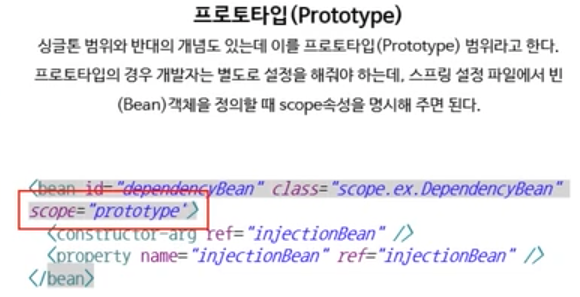 프로토타입(Prototype)
싱글톤 범위와 반대의 개념도 있는데 이를 프로토타입(Prototype) 범위라고 한다.
프로토타입의 경우 개발자는 별도로 설정을 해줘야 하는데, 스프링 설정 파일에서 빈
(Bean)객체을 정의할 때 scope속성을 명시해 주면 된다.
<bean id="dependencyBean" class="scope.ex.DependencyBean"
scope="prototype">
<constructor-arg ref="injectionBean" />
<property name="injectionBean" ref="injectionBean" />
</bean>